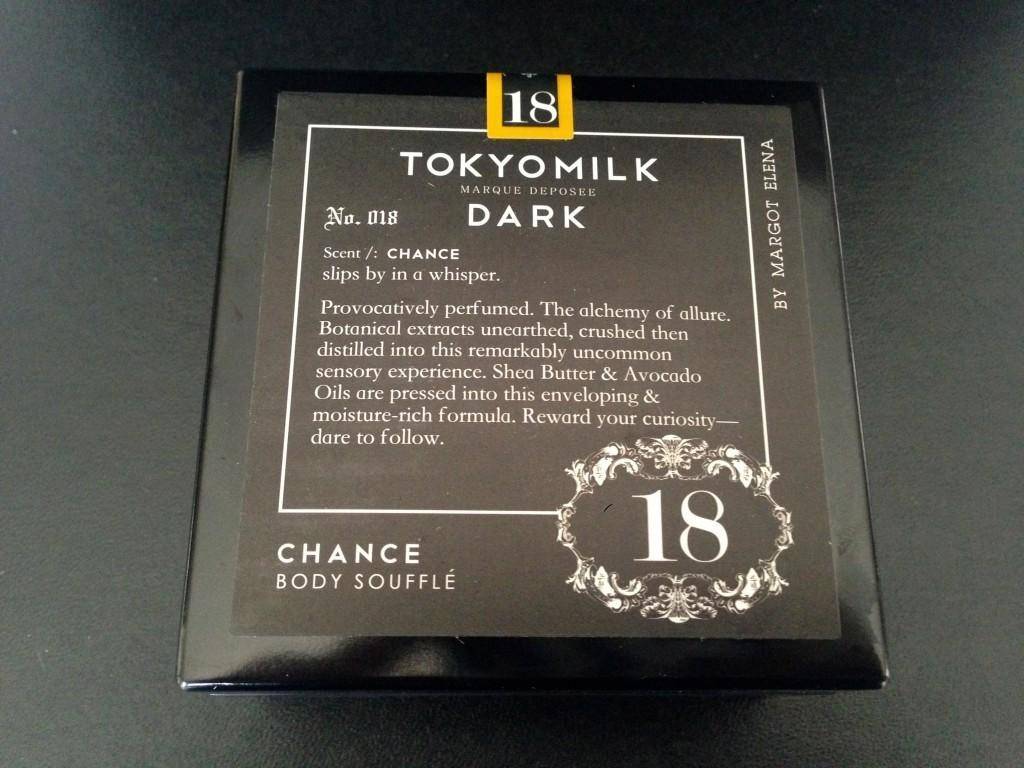 18
TOKYOMILK
MARQUE DEPOSEE
No. 018
DARK
Scent /: CHANCE
slips by in a whisper.
Provocatively perfumed. The alchemy of allure.
Botanical extracts unearthed, crushed then
distilled into this remarkably uncommon
sensory experience. Shea Butter & Avocado
Oils are pressed into this enveloping &
moisture-rich formula. Reward your curiosity—
dare to follow.
BY MARGOT ELENA
18
CHANCE
BODY SOUFFLÉ